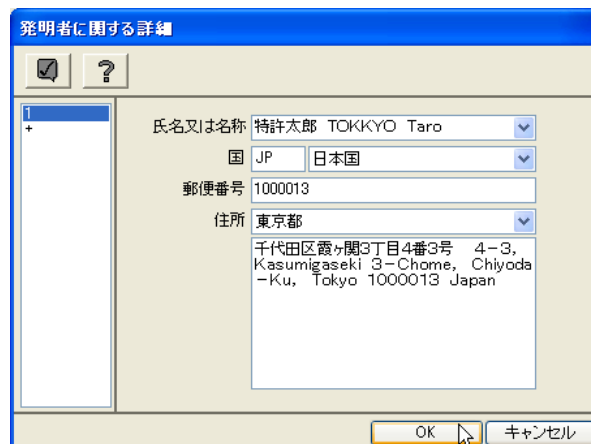 発明者に関する詳細
?
1
+
氏名又は名称 特許太郎 TOKKYO Taro
国 JP 日本国
郵便番号 1000013
住所 東京都
千代田区霞ヶ関3丁目4番3号　4－3,
Kasumigaseki 3－Chome, Chiyoda
－Ku, Tokyo 1000013 Japan
OK キャンセル